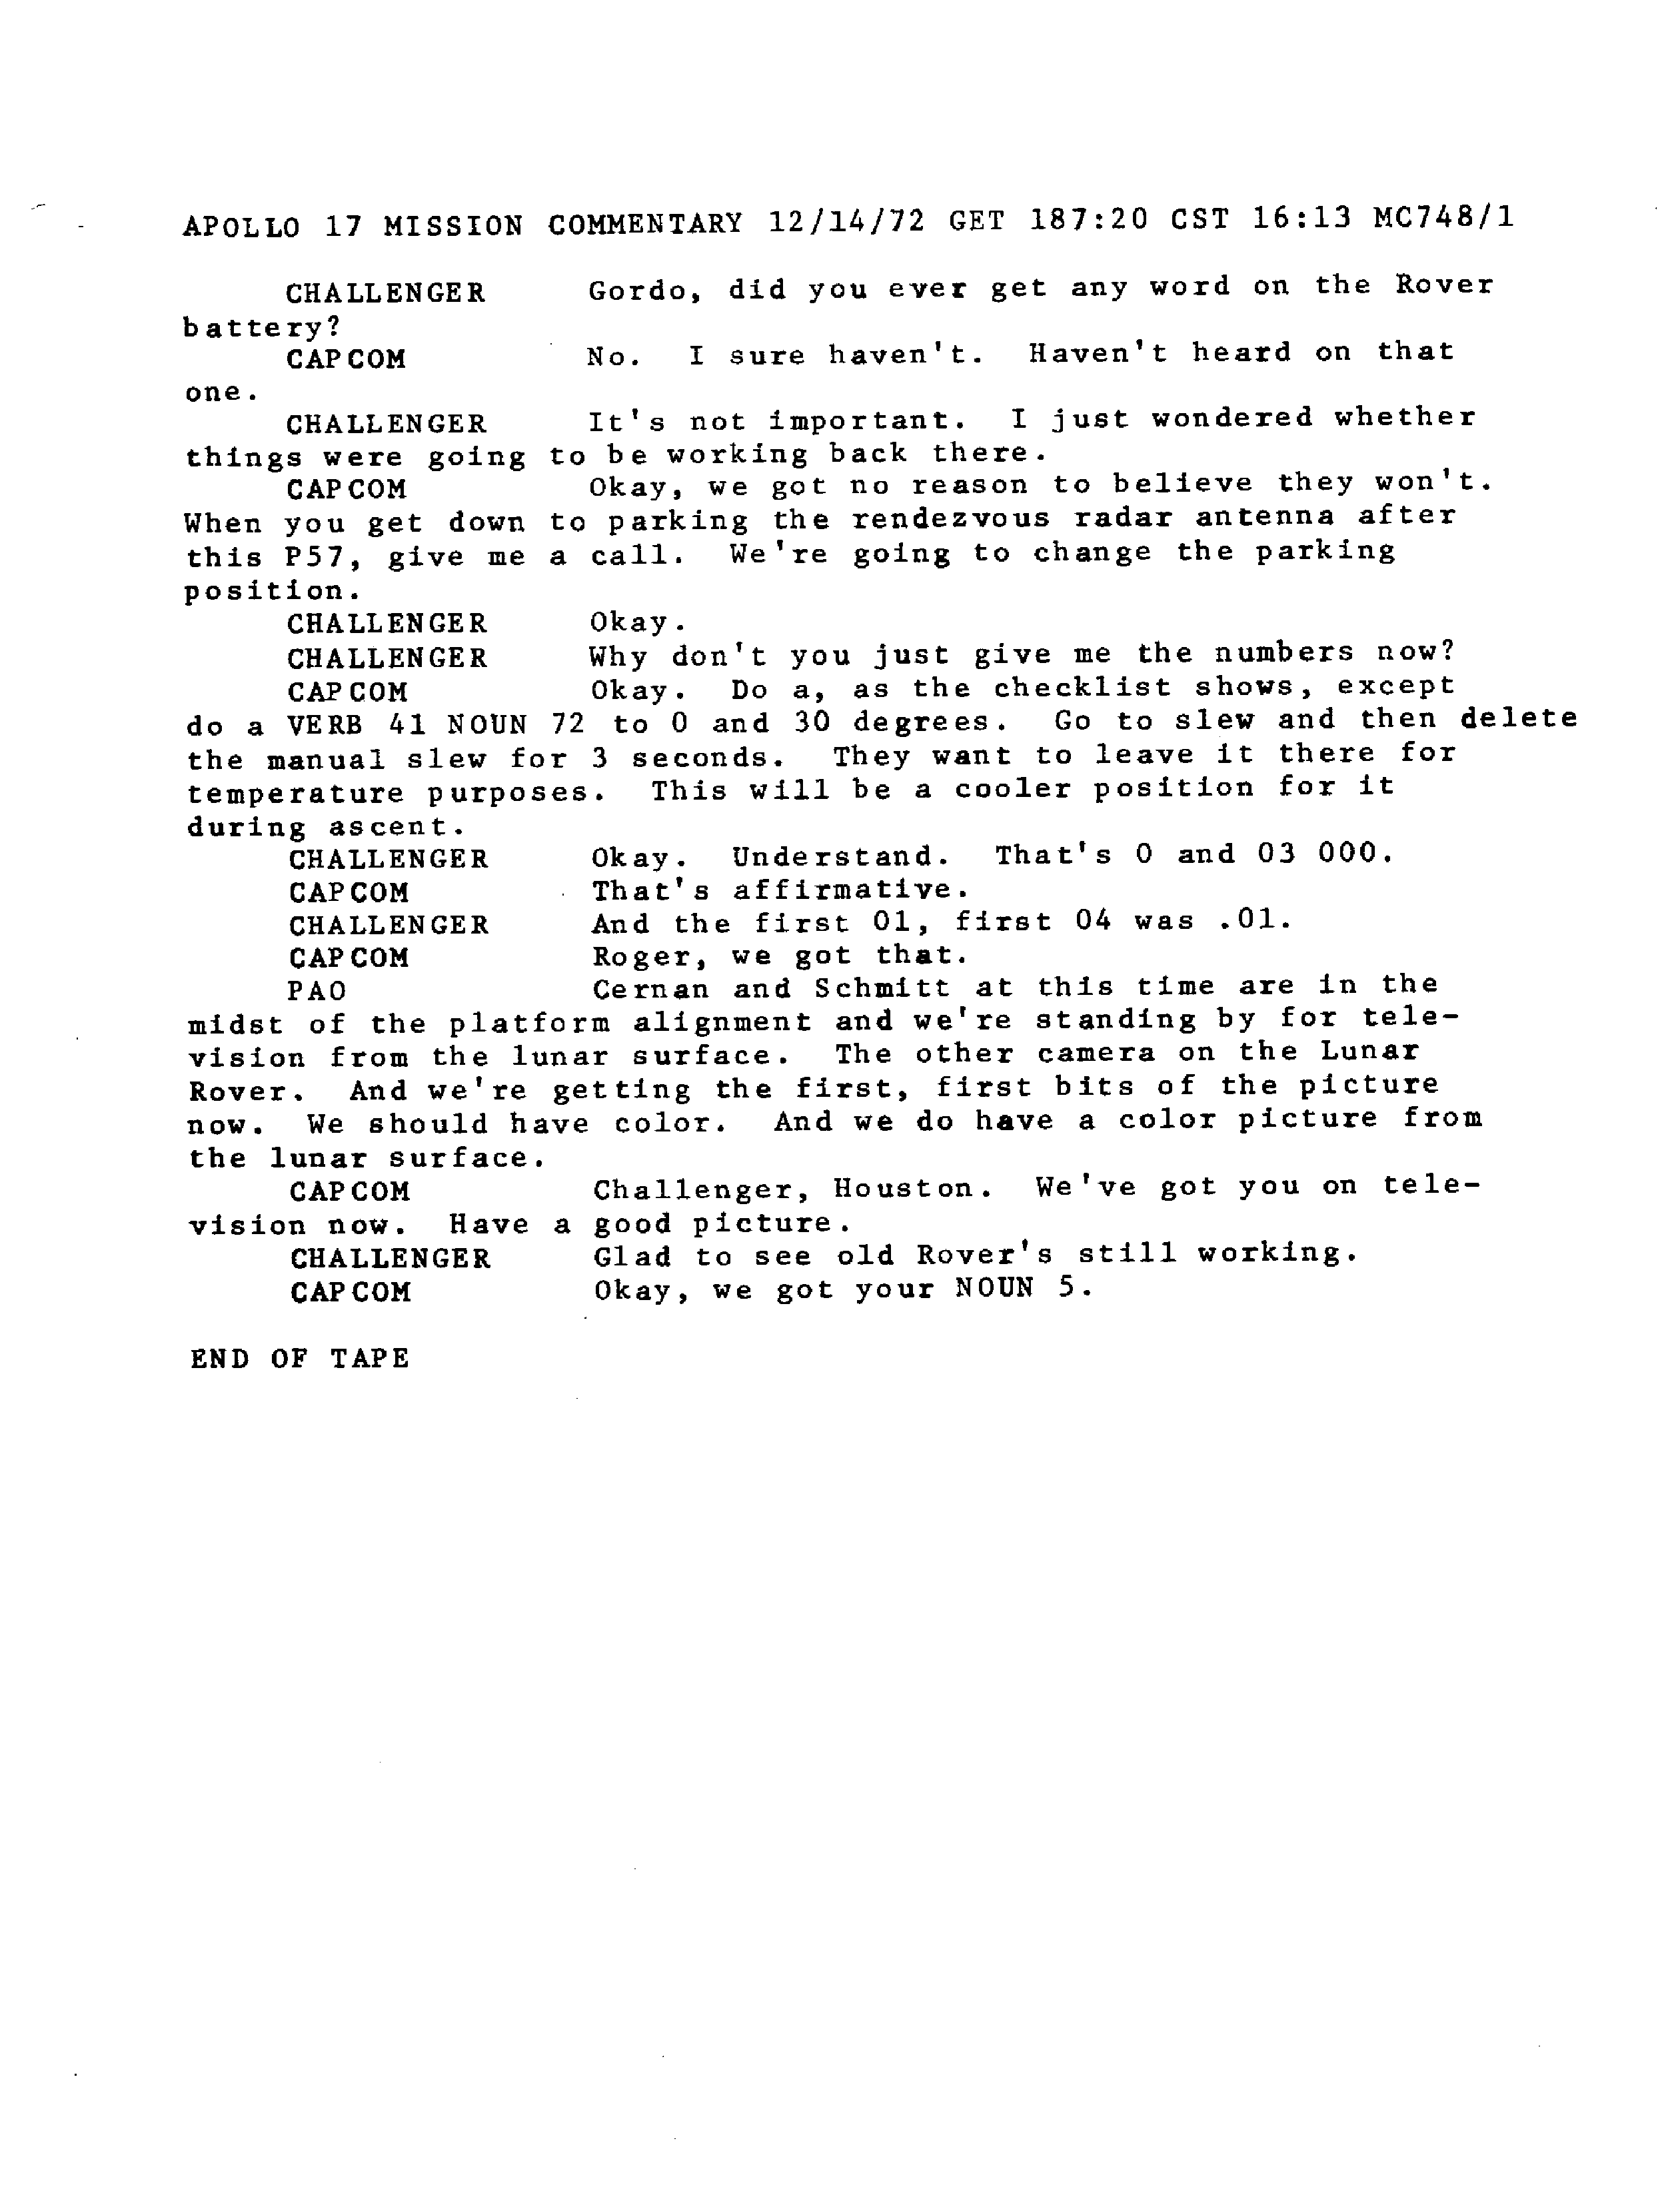 APOLLO 17 MISSION COMMENTARY 12/14/72 GET 187:20 CST 16:13 MC748/1
CHALLENGER Gordo, did you ever get any word on the Rover
battery?
CAPCOM No. I sure haven't. Haven't heard on that
one.
CHALLENGER It's not important. I just wondered whether
things were going to be working back there.
CAPCOM Okay, we got no reason to believe they won't.
When you get down to parking the rendezvous radar antenna after
this P57, give me a call. We're going to change the parking
position.
CHALLENGER Okay.
CHALLENGER Why don't you just give me the numbers now?
CAPCOM Okay. Do a, as the checklist shows, except
do a VERB 41 NOUN 72 to 0 and 30 degrees. Go to slew and then delete
the manual slew for 3 seconds. They want to leave it there for
temperature purposes. This will be a cooler position for it
during ascent.
CHALLENGER Okay. Understand. That's 0 and 03 000.
CAPCOM That's affirmative.
CHALLENGER And the first 01, first 04 was .01.
CAPCOM Roger, we got that.
PAO Cernan and Schmitt at this time are in the
midst of the platform alignment and we're standing by for tele-
vision from the lunar surface. The other camera on the Lunar
Rover. And we're getting the first, first bits of the picture
now. We should have color. And we do have a color picture from
the lunar surface.
CAPCOM Challenger, Houston. We've got you on tele-
vision now. Have a good picture.
CHALLENGER Glad to see old Rover's still working.
CAPCOM Okay, we got your NOUN 5.
END OF TAPE